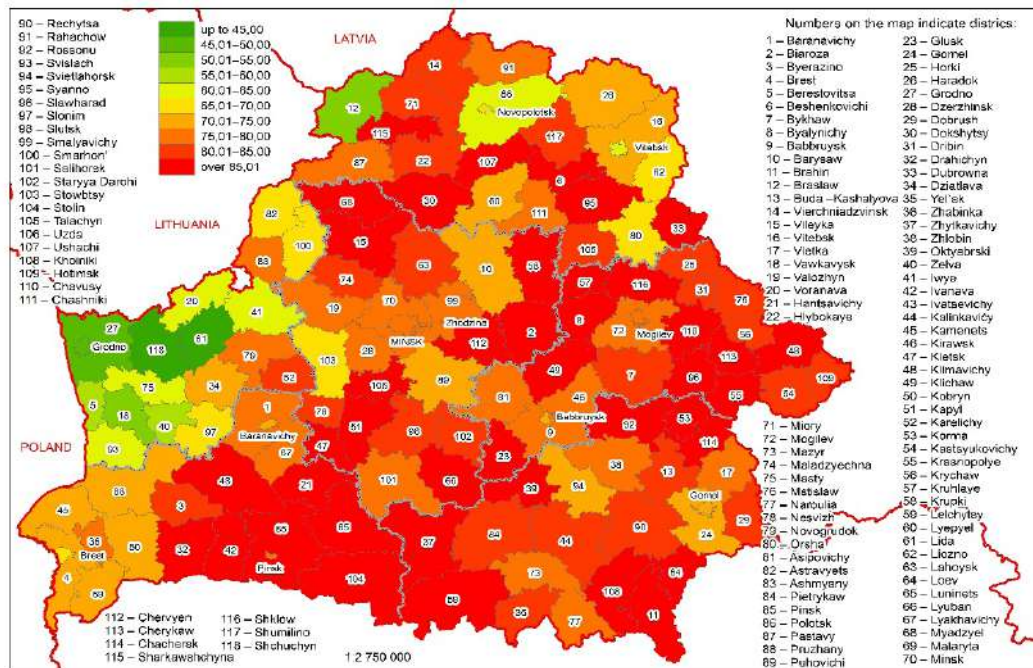 90 – Rechytsa
91 – Rahachow
92 – Rossonu
93 – Svislach
94 – Svietlahorsk
95 – Syanno
96 – Slawharad
97 – Slonim
98 – Slutsk
99 – Smalyavichy
100 – Smarhon'
101 – Salihorsk
102 – Staryya Darohi
103 – Stowbtsy
104 – Stolin
105 – Talachyn
106 – Uzda
107 – Ushachi
108 – Khoiniki
109 – Hotimsk
110 – Chavusy
111 – Chashniki
up to 45,00
45,01–50,00
50,01–55,00
55,01–60,00
60,01–65,00
65,01–70,00
70,01–75,00
75,01–80,00
80,01–85,00
over 85,01
LATVIA
LITHUANIA
POLAND
Novopolotsk
Vitebsk
Grodno
Zhodzina
MINSK
Mogilev
Baranavichy
Babbruysk
Gomol
Brest
Pinsk
Numbers on the map indicate districs:
1 – Baranavichy
2 – Biaroza
3 – Byerazino
4 – Brest
5 – Berestovitsa
6 – Beshenkovichi
7 – Bykhaw
8 – Byalynichy
9 – Babbruysk
10 – Barysaw
11 – Brahin
12 – Braslaw
13 – Buda–Kashalyova
14 – Vierchniadzvinsk
15 – Vileyka
16 – Vitebsk
17 – Vietka
18 – Vawkavysk
19 – Valozhyn
20 – Voranava
21 – Hantsavichy
22 – Hlybokaye
23 – Glusk
24 – Gomel
25 – Horki
26 – Haradok
27 – Grodno
28 – Dzerzhinsk
29 – Dobrush
30 – Dokshytsy
31 – Dribin
32 – Drahichyn
33 – Dubrowna
34 – Dziatlava
35 – Yel'sk
36 – Zhabinka
37 – Zhytkavichy
38 – Zhlobin
39 – Oktyabrski
40 – Zelva
41 – Iwye
42 – Ivanava
43 – Ivatsevichy
44 – Kalinkavičy
45 – Kamenets
46 – Kirawsk
47 – Kletsk
48 – Klimavichy
49 – Klichaw
50 – Kobryn
51 – Kapyl
52 – Karelichy
53 – Korma
54 – Kastsyukovichy
55 – Krasnopolye
56 – Krychaw
57 – Kruhlaye
58 – Krupki
59 – Lelchytsy
60 – Lyepyel
61 – Lida
62 – Liozno
63 – Lahoysk
64 – Loev
65 – Luninets
66 – Lyuban
67 – Lyakhavichy
68 – Myadzyel
69 – Malaryta
70 – Minsk
71 – Miory
72 – Mogilev
73 – Mazyr
74 – Maladzyechna
75 – Masty
76 – Mstislaw
77 – Naroulia
78 – Nesvizh
79 – Novogrudok
80 – Orsha
81 – Asipovichy
82 – Astravyets
83 – Ashmyany
84 – Pietrykaw
85 – Pinsk
86 – Polotsk
87 – Pastavy
88 – Pruzhany
89 – Puhovichi
112 – Chervyen
113 – Cherykaw
114 – Chachersk
115 – Sharkawshchyna
116 – Shklow
117 – Shumilino
118 – Shchuchyn
1:2 750 000